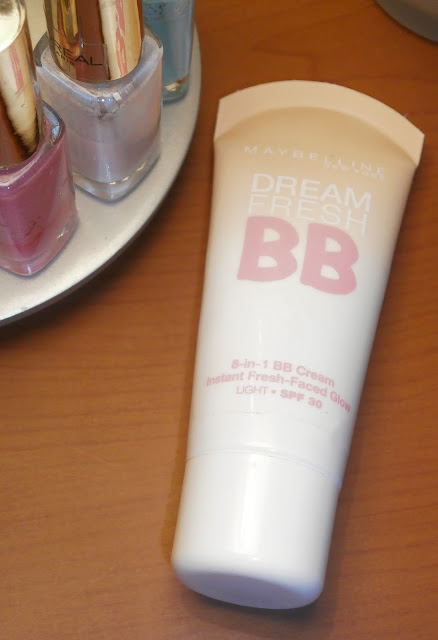 MAYBELLINE
NEW YORK
DREAM
FRESH
BB
8-in-1 BB Cream
Instant Fresh-Faced Glow
LIGHT • SPF 30